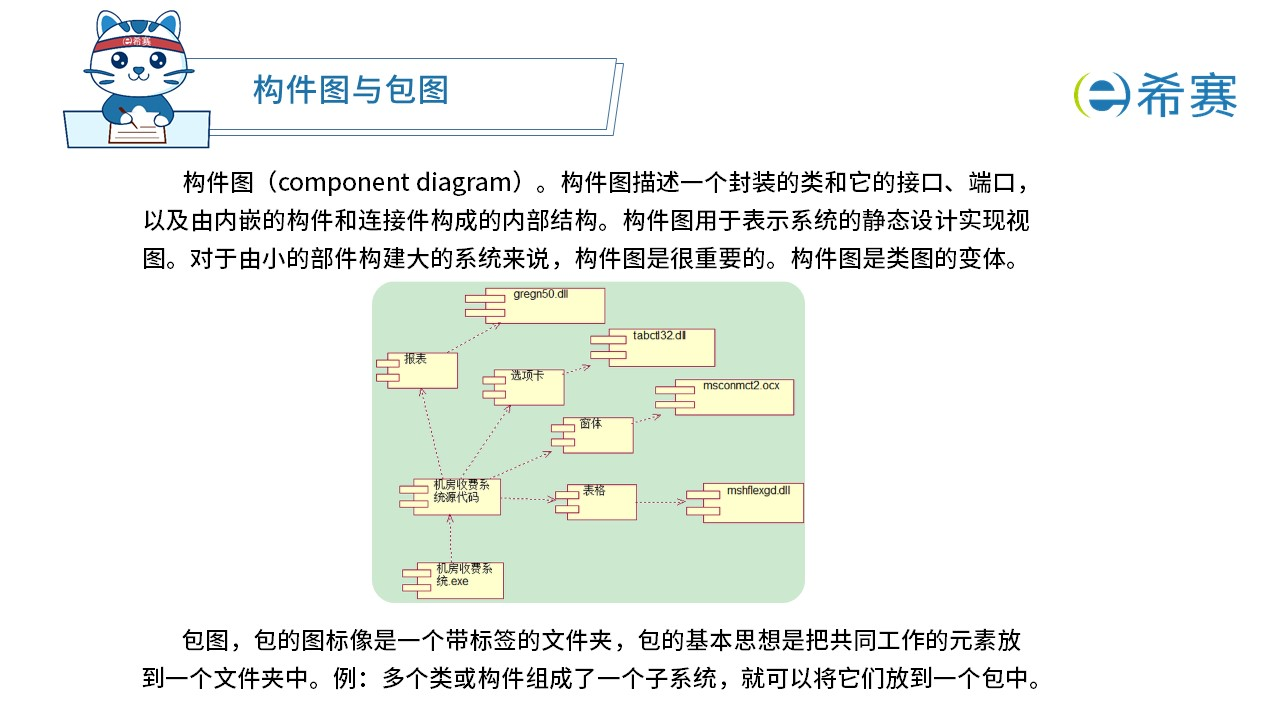 希赛
构件图与包图
希赛
构件图（component diagram）。构件图描述一个封装的类和它的接口、端口，
以及由内嵌的构件和连接件构成的内部结构。构件图用于表示系统的静态设计实现视
图。对于由小的部件构建大的系统来说，构件图是很重要的。构件图是类图的变体。
gregn50.dll
tabctl32.dll
报表
选项卡
msconmct2.ocx
窗体
机房收费系
统源代码
表格
mshflexgd.dll
机房收费系
统.exe
包图，包的图标像是一个带标签的文件夹，包的基本思想是把共同工作的元素放
到一个文件夹中。例：多个类或构件组成了一个子系统，就可以将它们放到一个包中。